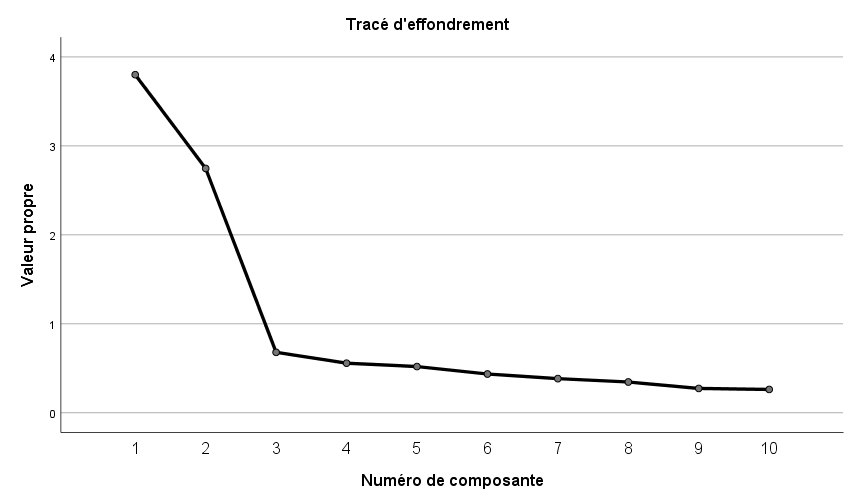 Tracé d'effondrement
Valeur propre
4
3
2
1
0
1 2 3 4 5 6 7 8 9 10
Numéro de composante